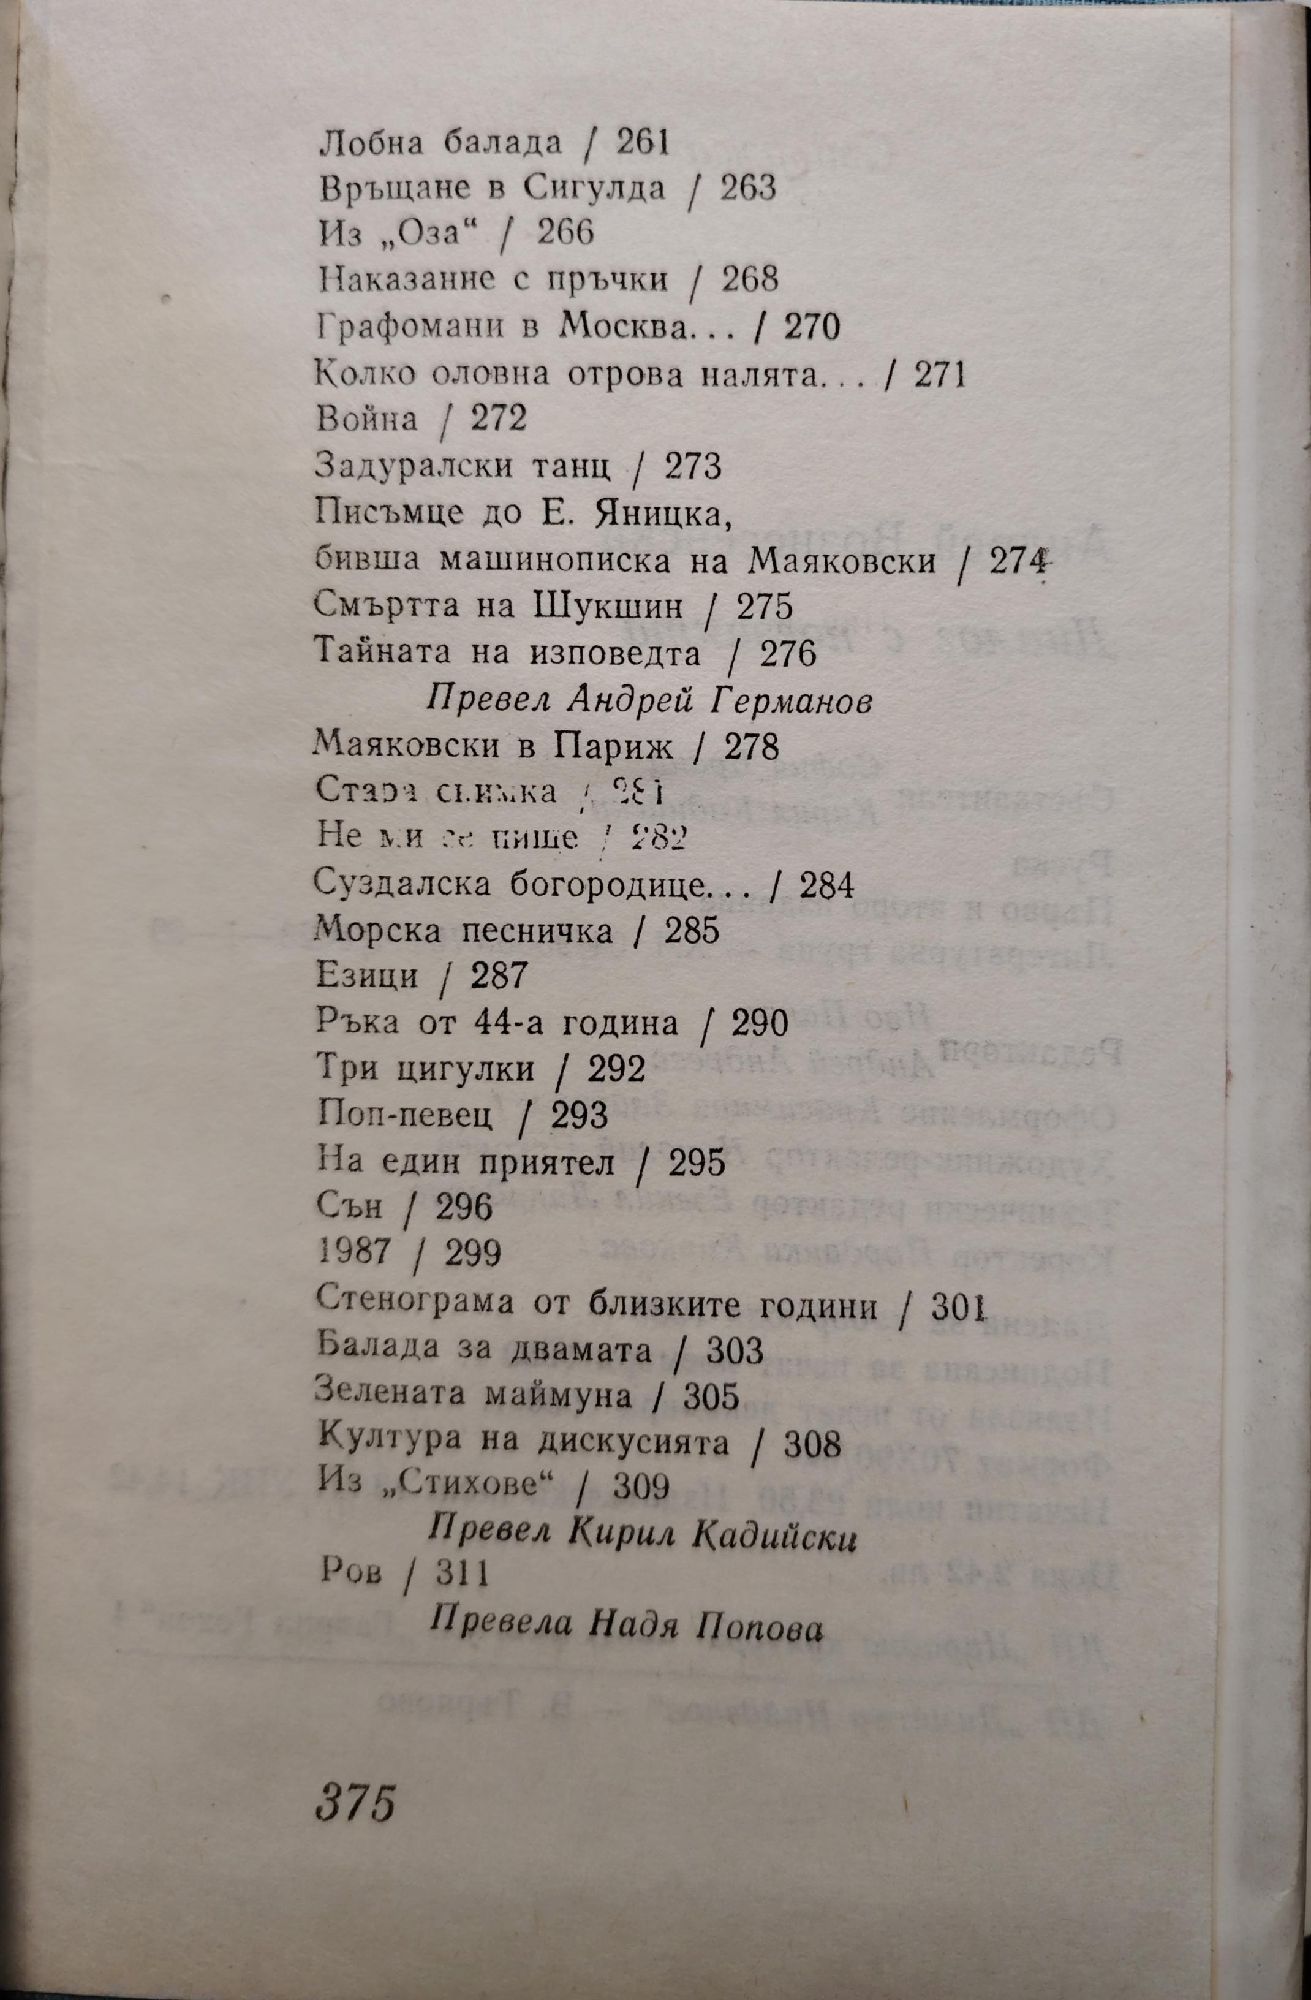 Лобна балада / 261
Връщане в Сигулда / 263
Из „Оза“ / 266
Наказание с пръчки / 268
Графомани в Москва... / 270
Колко оловна отрова налята... / 271
Война / 272
Задуралски танц / 273
Писъмце до Е. Яницка,
бивша машинописка на Маяковски / 274
Смъртта на Шукшин / 275
Тайната на изповедта / 276
Превел Андрей Германов
Маяковски в Париж / 278
Стара снимка / 281
Не ми се пише / 282
Суздалска богородице... / 284
Морска песничка / 285
Езици / 287
Ръка от 44-а година / 290
Три цигулки / 292
Поп-певец / 293
На един приятел / 295
Сън / 296
1987 / 299
Стенограма от близките години / 301
Балада за двамата / 303
Зелената маймуна / 305
Култура на дискусията / 308
Из „Стихове“ / 309
Превел Кирил Кадийски
Ров / 311
Превела Надя Попова
375